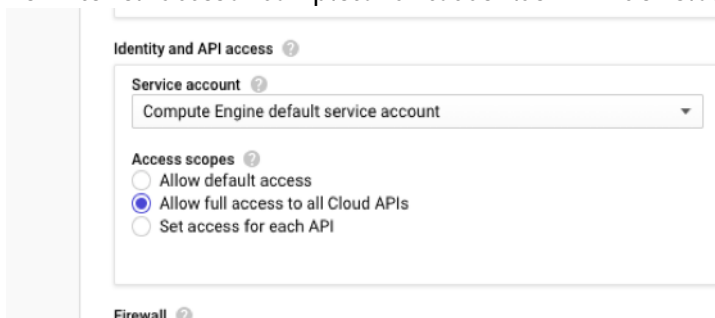 Identity and API access
Service account
Compute Engine default service account
Access scopes
Allow default access
Allow full access to all Cloud APIs
Set access for each API
Firewall